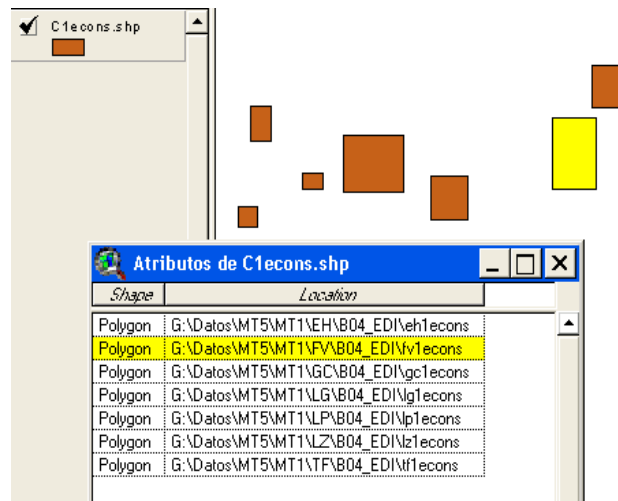 C1econs.shp
Atributos de C1econs.shp
Shape Location
Polygon G:\Datos\MT5\MT1\EH\B04_EDI\eh1econs
Polygon G:\Datos\MT5\MT1\FV\B04_EDI\fv1econs
Polygon G:\Datos\MT5\MT1\GC\B04_EDI\gc1econs
Polygon G:\Datos\MT5\MT1\LG\B04_EDI\lg1econs
Polygon G:\Datos\MT5\MT1\LP\B04_EDI\lp1econs
Polygon G:\Datos\MT5\MT1\LZ\B04_EDI\lz1econs
Polygon G:\Datos\MT5\MT1\TF\B04_EDI\tf1econs